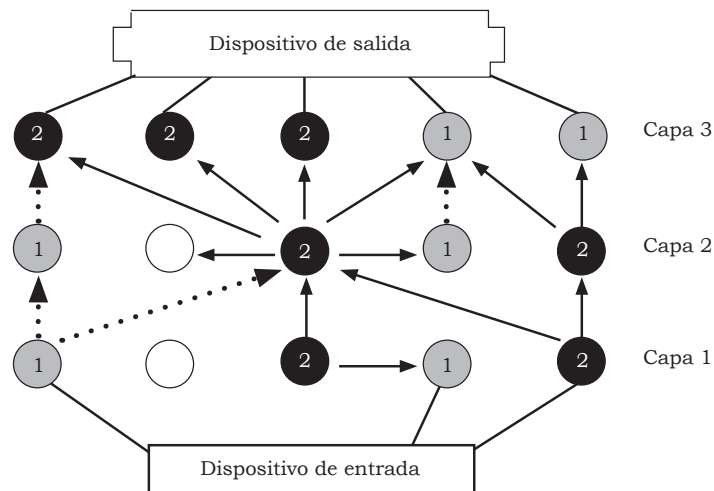 Dispositivo de salida
2 2 2 1 1 Capa 3
1 2 1 2 Capa 2
1 2 1 2 Capa 1
Dispositivo de entrada